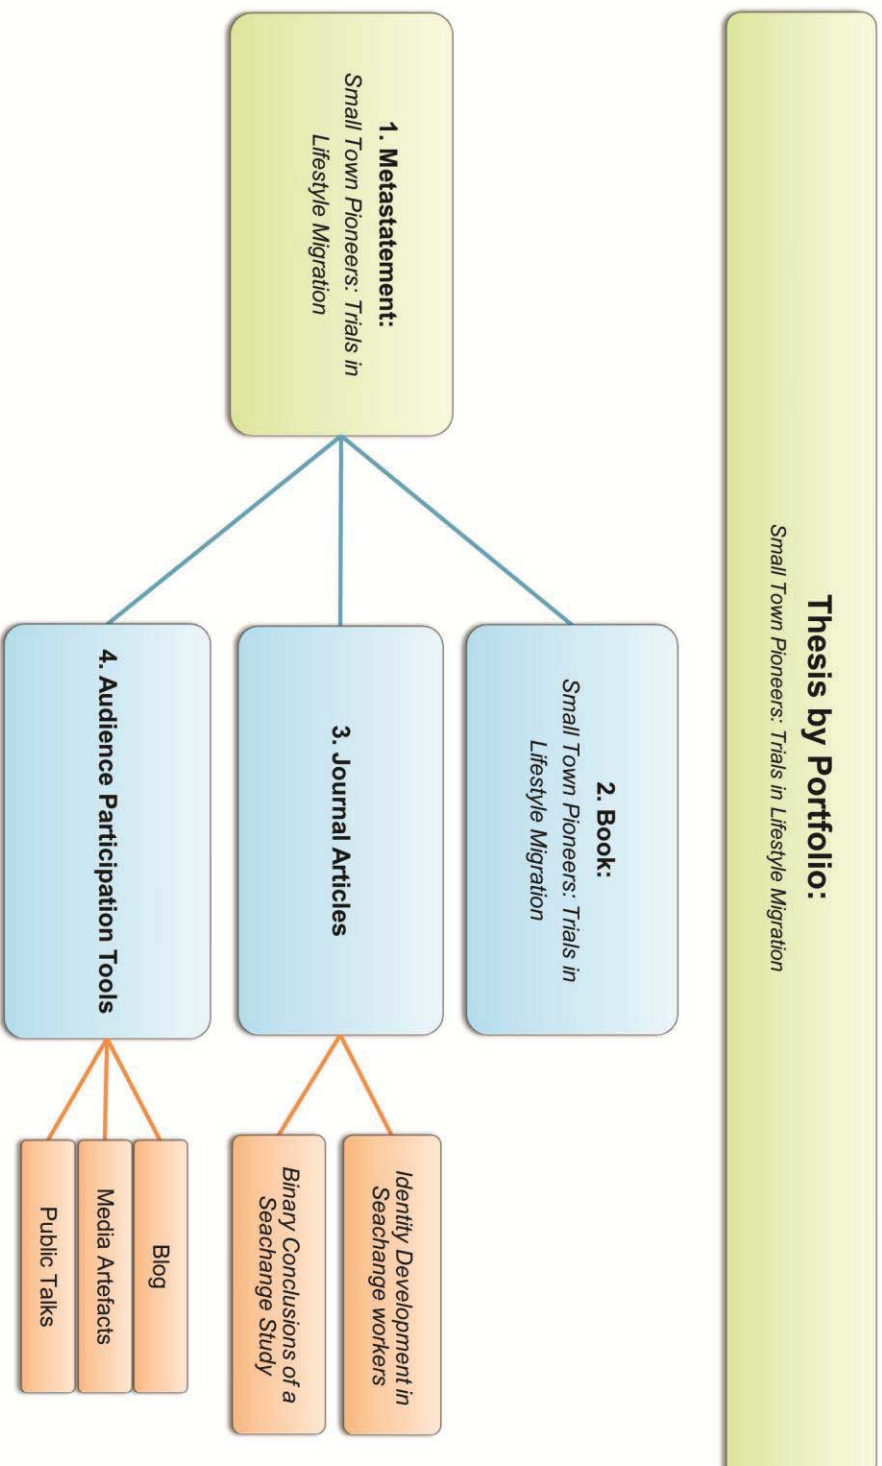 Thesis by Portfolio:
Small Town Pioneers: Trials in Lifestyle Migration
1. Metastatement:
Small Town Pioneers: Trials in
Lifestyle Migration
2. Book:
Small Town Pioneers: Trials in
Lifestyle Migration
3. Journal Articles
Identity Development in
Seachange workers
Binary Conclusions of a
Seachange Study
4. Audience Participation Tools
Blog
Media Artefacts
Public Talks